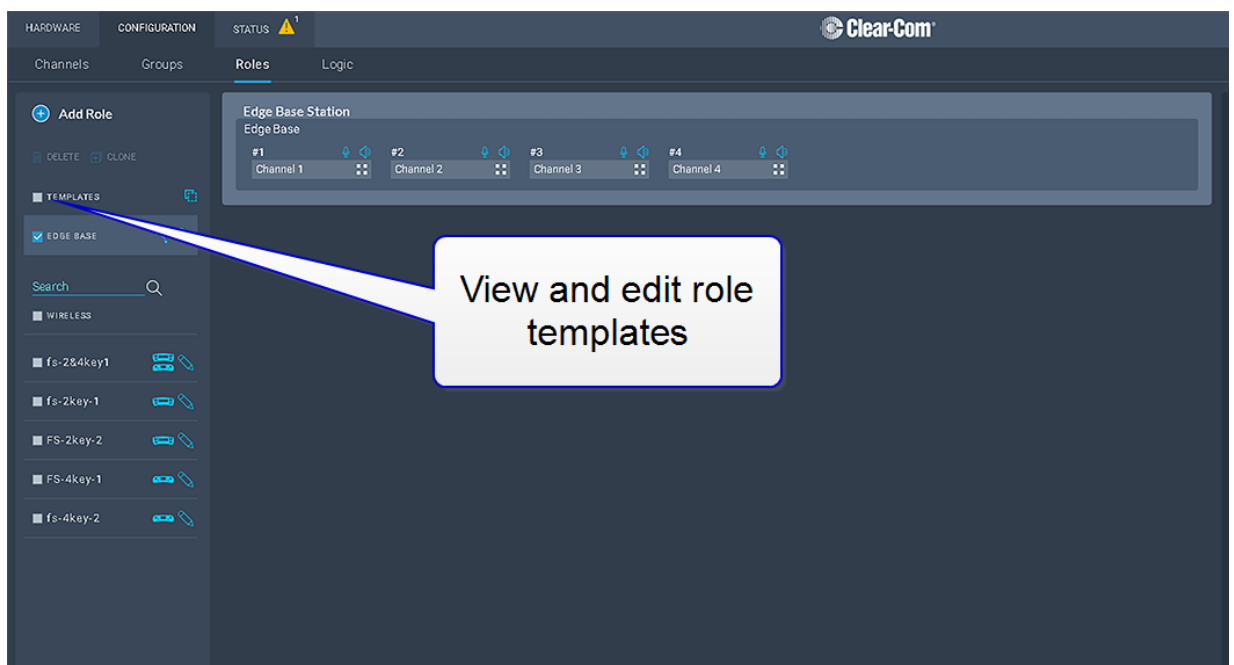 HARDWARE CONFIGURATION STATUS 1 Clear-Com
Channels Groups Roles Logic
Add Role
DELETE CLONE
TEMPLATES
EDGE BASE
Search
WIRELESS
fs-2&4key1
fs-2key-1
FS-2key-2
FS-4key-1
fs-4key-2
Edge Base Station
Edge Base
#1 #2 #3 #4
Channel 1 Channel 2 Channel 3 Channel 4
View and edit role
templates